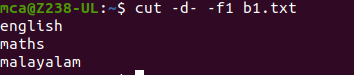 mca@Z238-UL:~$ cut -d- -f1 b1.txt
english
maths
malayalam